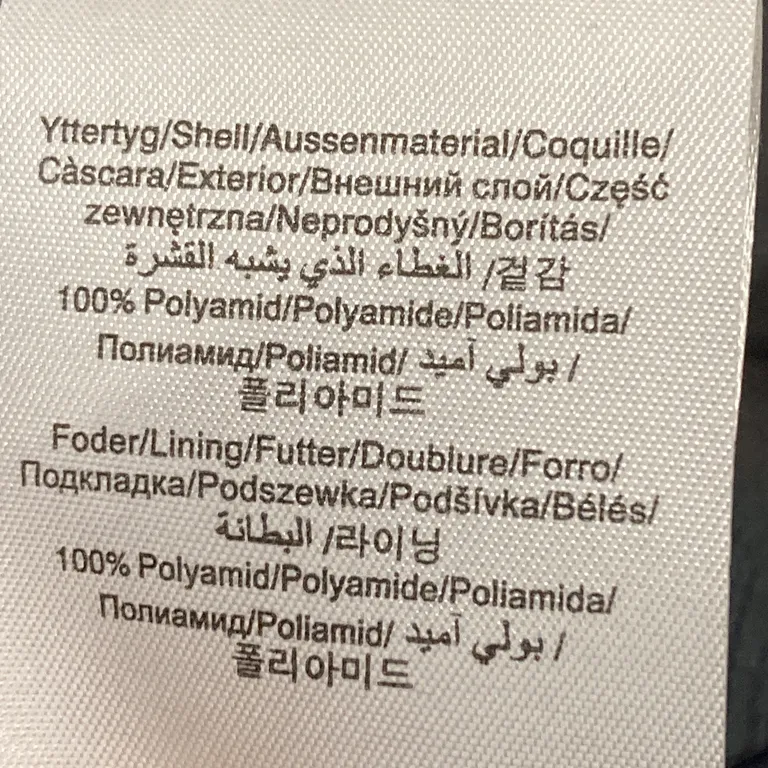 Yttertyg/Shell/Aussenmaterial/Coquille/
Càscara/Exterior/Внешний слой/Część
zewnętrzna/Neprodyšný/Borítás/
الغطاء الذي يشبه القشرة /겉감
100% Polyamid/Polyamide/Poliamida/
Полиамид/Poliamid/ بولي آميد /
폴리아미드
Foder/Lining/Futter/Doublure/Forro/
Подкладка/Podszewka/Podšívka/Bélés/
البطانة /라이닝
100% Polyamid/Polyamide/Poliamida/
Полиамид/Poliamid/ بولي آميد /
폴리아미드